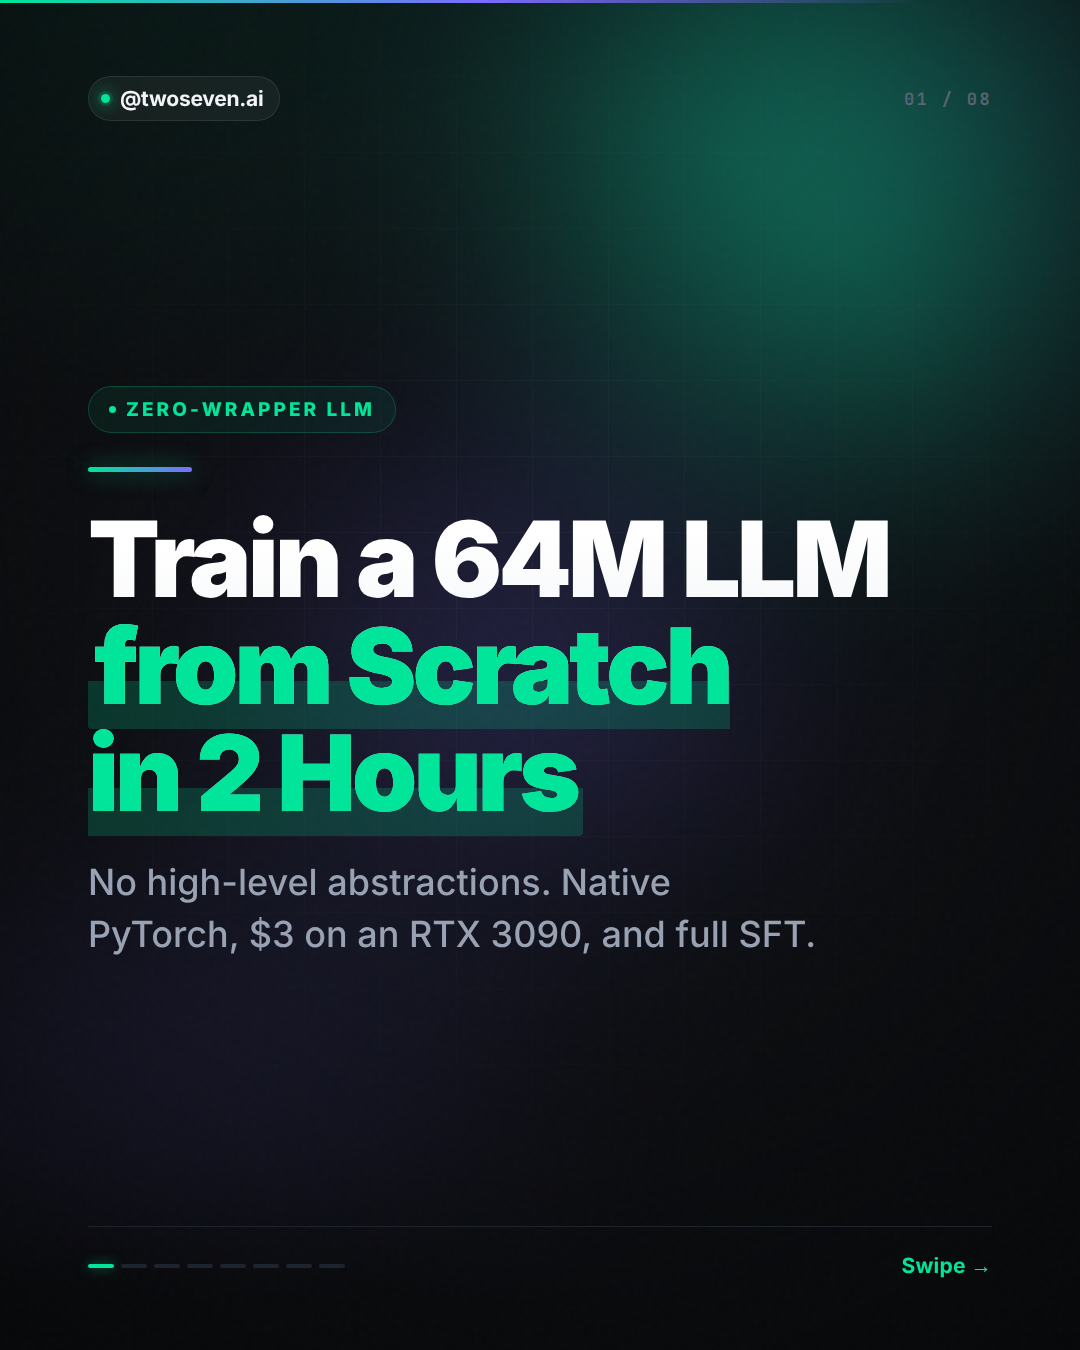 @twoseven.ai
01 / 08
ZERO-WRAPPER LLM
Train a 64M LLM
from Scratch
in 2 Hours
No high-level abstractions. Native
PyTorch, $3 on an RTX 3090, and full SFT.
Swipe →